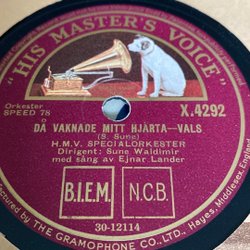 "HIS MASTER'S VOICE"
Orkester
SPEED 78
X.4292
DÅ VAKNADE MITT HJÄRTA—VALS
(S. Sune)
H.M.V. SPECIALORKESTER
Dirigent: Sune Waldimir
med sång av Ejnar Lander
B.I.E.M.
N.C.B.
30-12114
THE GRAMOPHONE CO. LTD., Hayes, Middlesex, England